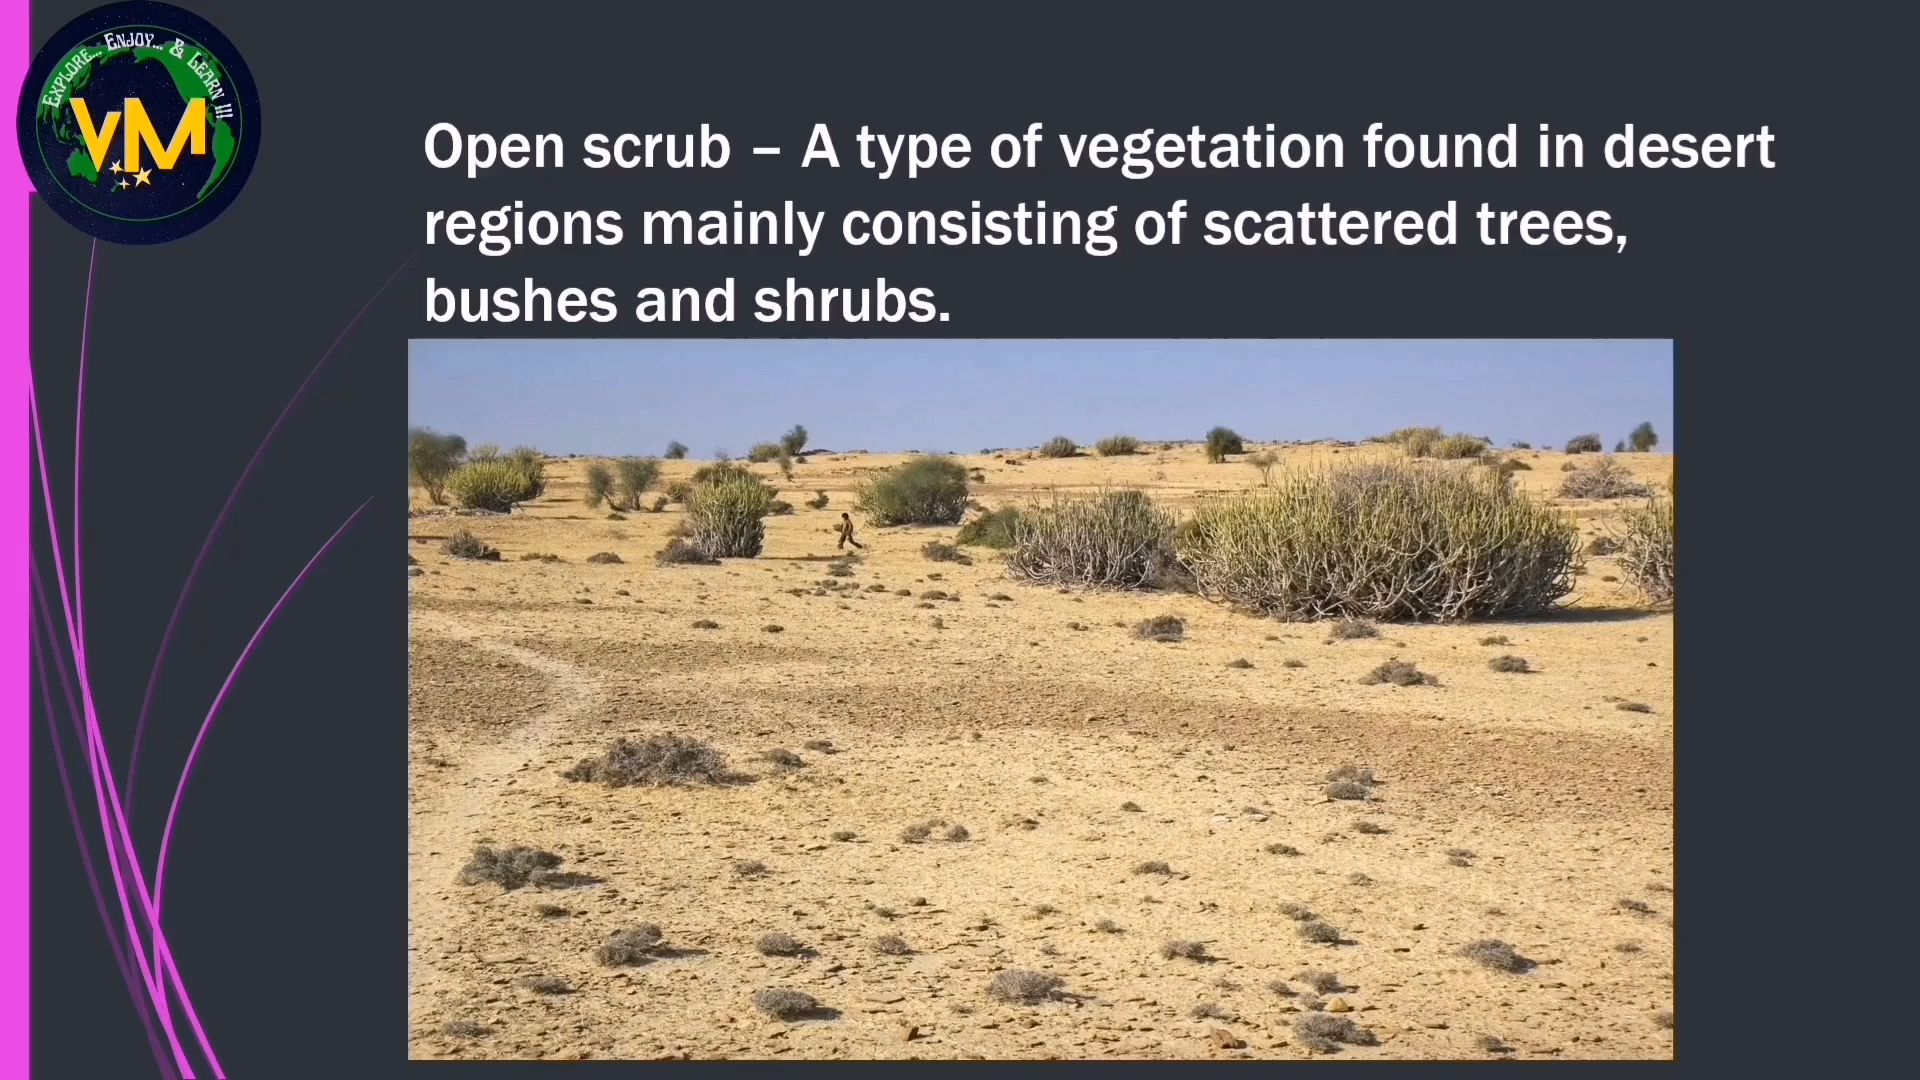 Explore... Enjoy... & Learn !!!
VM
Open scrub – A type of vegetation found in desert
regions mainly consisting of scattered trees,
bushes and shrubs.